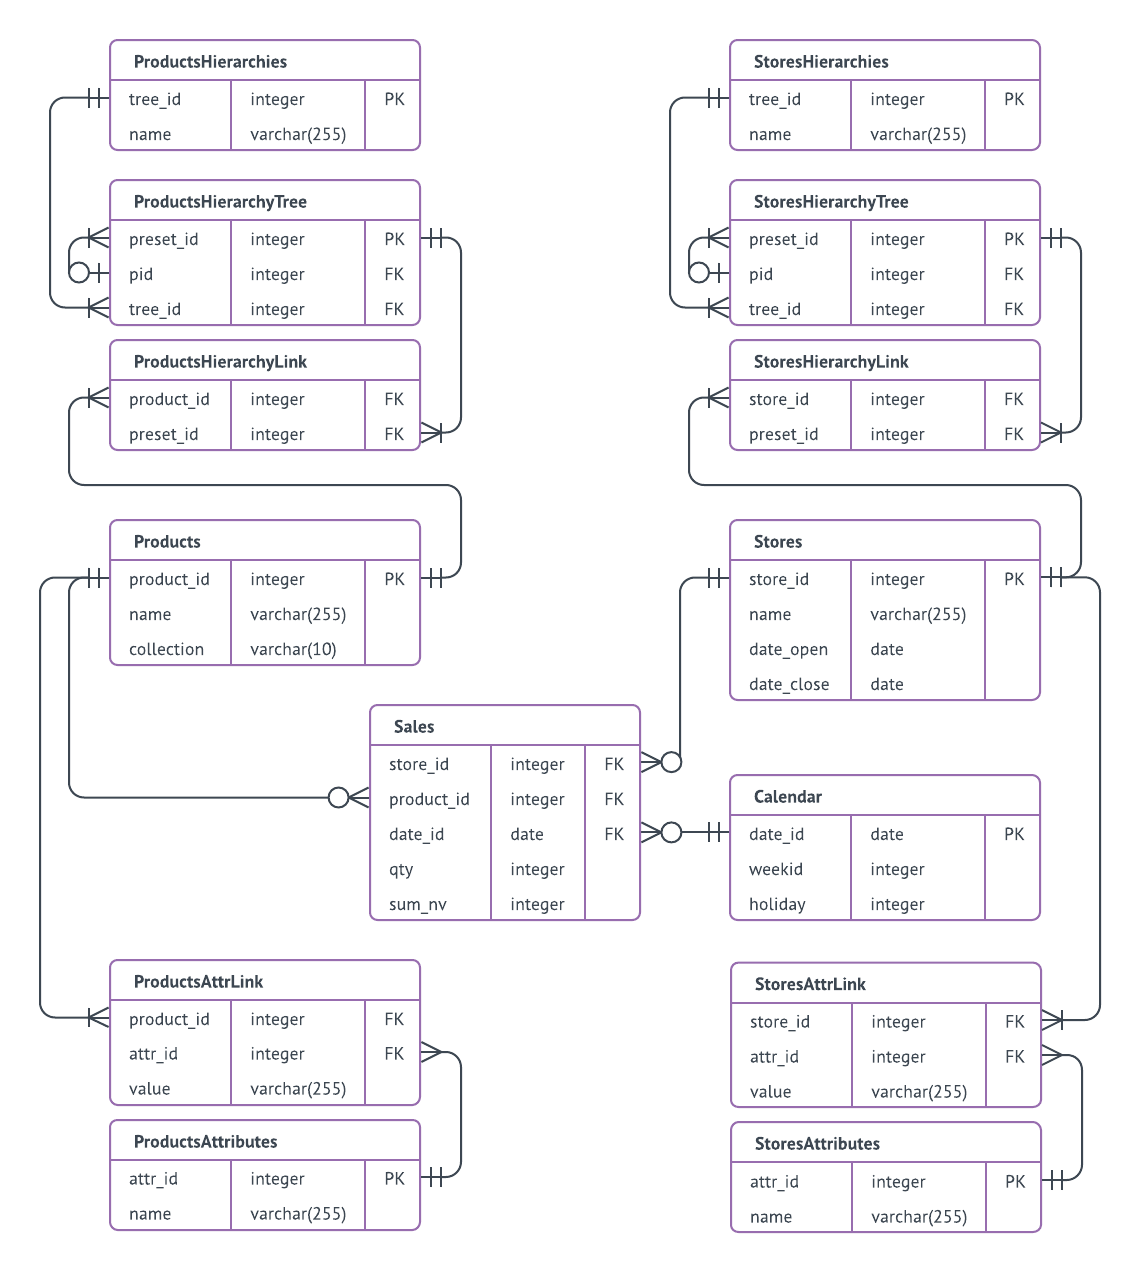 ProductsHierarchies
tree_id integer PK
name varchar(255)
ProductsHierarchyTree
preset_id integer PK
pid integer FK
tree_id integer FK
ProductsHierarchyLink
product_id integer FK
preset_id integer FK
Products
product_id integer PK
name varchar(255)
collection varchar(10)
StoresHierarchies
tree_id integer PK
name varchar(255)
StoresHierarchyTree
preset_id integer PK
pid integer FK
tree_id integer FK
StoresHierarchyLink
store_id integer FK
preset_id integer FK
Stores
store_id integer PK
name varchar(255)
date_open date
date_close date
Sales
store_id integer FK
product_id integer FK
date_id date FK
qty integer
sum_nv integer
Calendar
date_id date PK
weekid integer
holiday integer
ProductsAttrLink
product_id integer FK
attr_id integer FK
value varchar(255)
ProductsAttributes
attr_id integer PK
name varchar(255)
StoresAttrLink
store_id integer FK
attr_id integer FK
value varchar(255)
StoresAttributes
attr_id integer PK
name varchar(255)